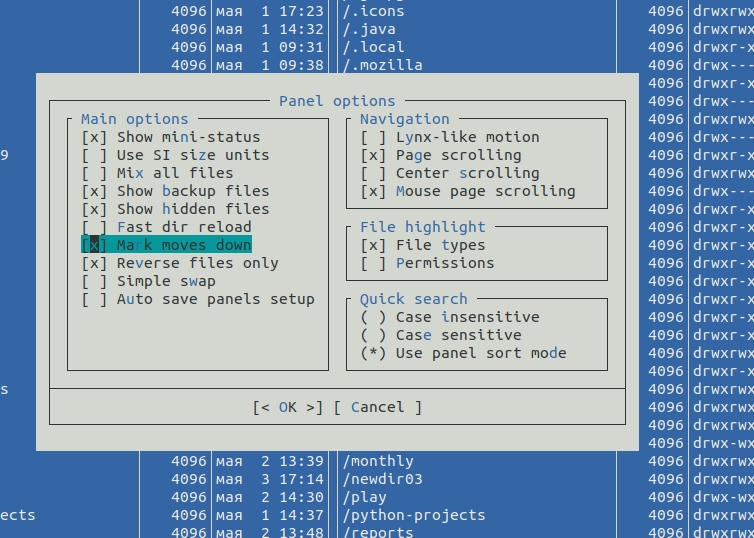 4096 мая 1 17:23 /.icons 4096 drwxrwx
4096 мая 1 14:32 /.java 4096 drwxrwx
4096 мая 1 09:31 /.local 4096 drwxr-x
4096 мая 1 09:38 /.mozilla 4096 drwx---
4096 drwxr-x
Panel options 4096 drwx---
Main options Navigation 4096 drwxrwx
[x] Show mini-status [ ] Lynx-like motion 4096 drwx---
9 [ ] Use SI size units [x] Page scrolling 4096 drwxr-x
[ ] Mix all files [ ] Center scrolling 4096 drwxrwx
[x] Show backup files [x] Mouse page scrolling 4096 drwx---
[x] Show hidden files 4096 drwxr-x
[ ] Fast dir reload File highlight 4096 drwxr-x
[x] Mark moves down [x] File types 4096 drwxr-x
[x] Reverse files only [ ] Permissions 4096 drwxr-x
[ ] Simple swap 4096 drwxr-x
[ ] Auto save panels setup Quick search 4096 drwxr-x
( ) Case insensitive 4096 drwxrwx
( ) Case sensitive 4096 drwxrwx
(*) Use panel sort mode 4096 drwxrwx
4096 drwxr-x
s 4096 drwxrwx
[< OK >] [ Cancel ] 4096 drwxr-x
4096 drwxrwx
4096 drwx-wx
4096 мая 2 13:39 /monthly 4096 drwxrwx
4096 мая 3 17:14 /newdir03 4096 drwxrwx
4096 мая 2 14:30 /play 4096 drwx-wx
ects 4096 мая 1 14:37 /python-projects 4096 drwxrwx
4096 мая 2 13:48 /reports 4096 drwxrwx